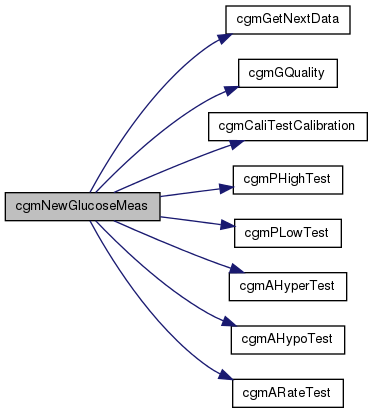 cgmGetNextData
cgmGQuality
cgmCaliTestCalibration
cgmPHighTest
cgmNewGlucoseMeas
cgmPLowTest
cgmAHyperTest
cgmAHypoTest
cgmARateTest